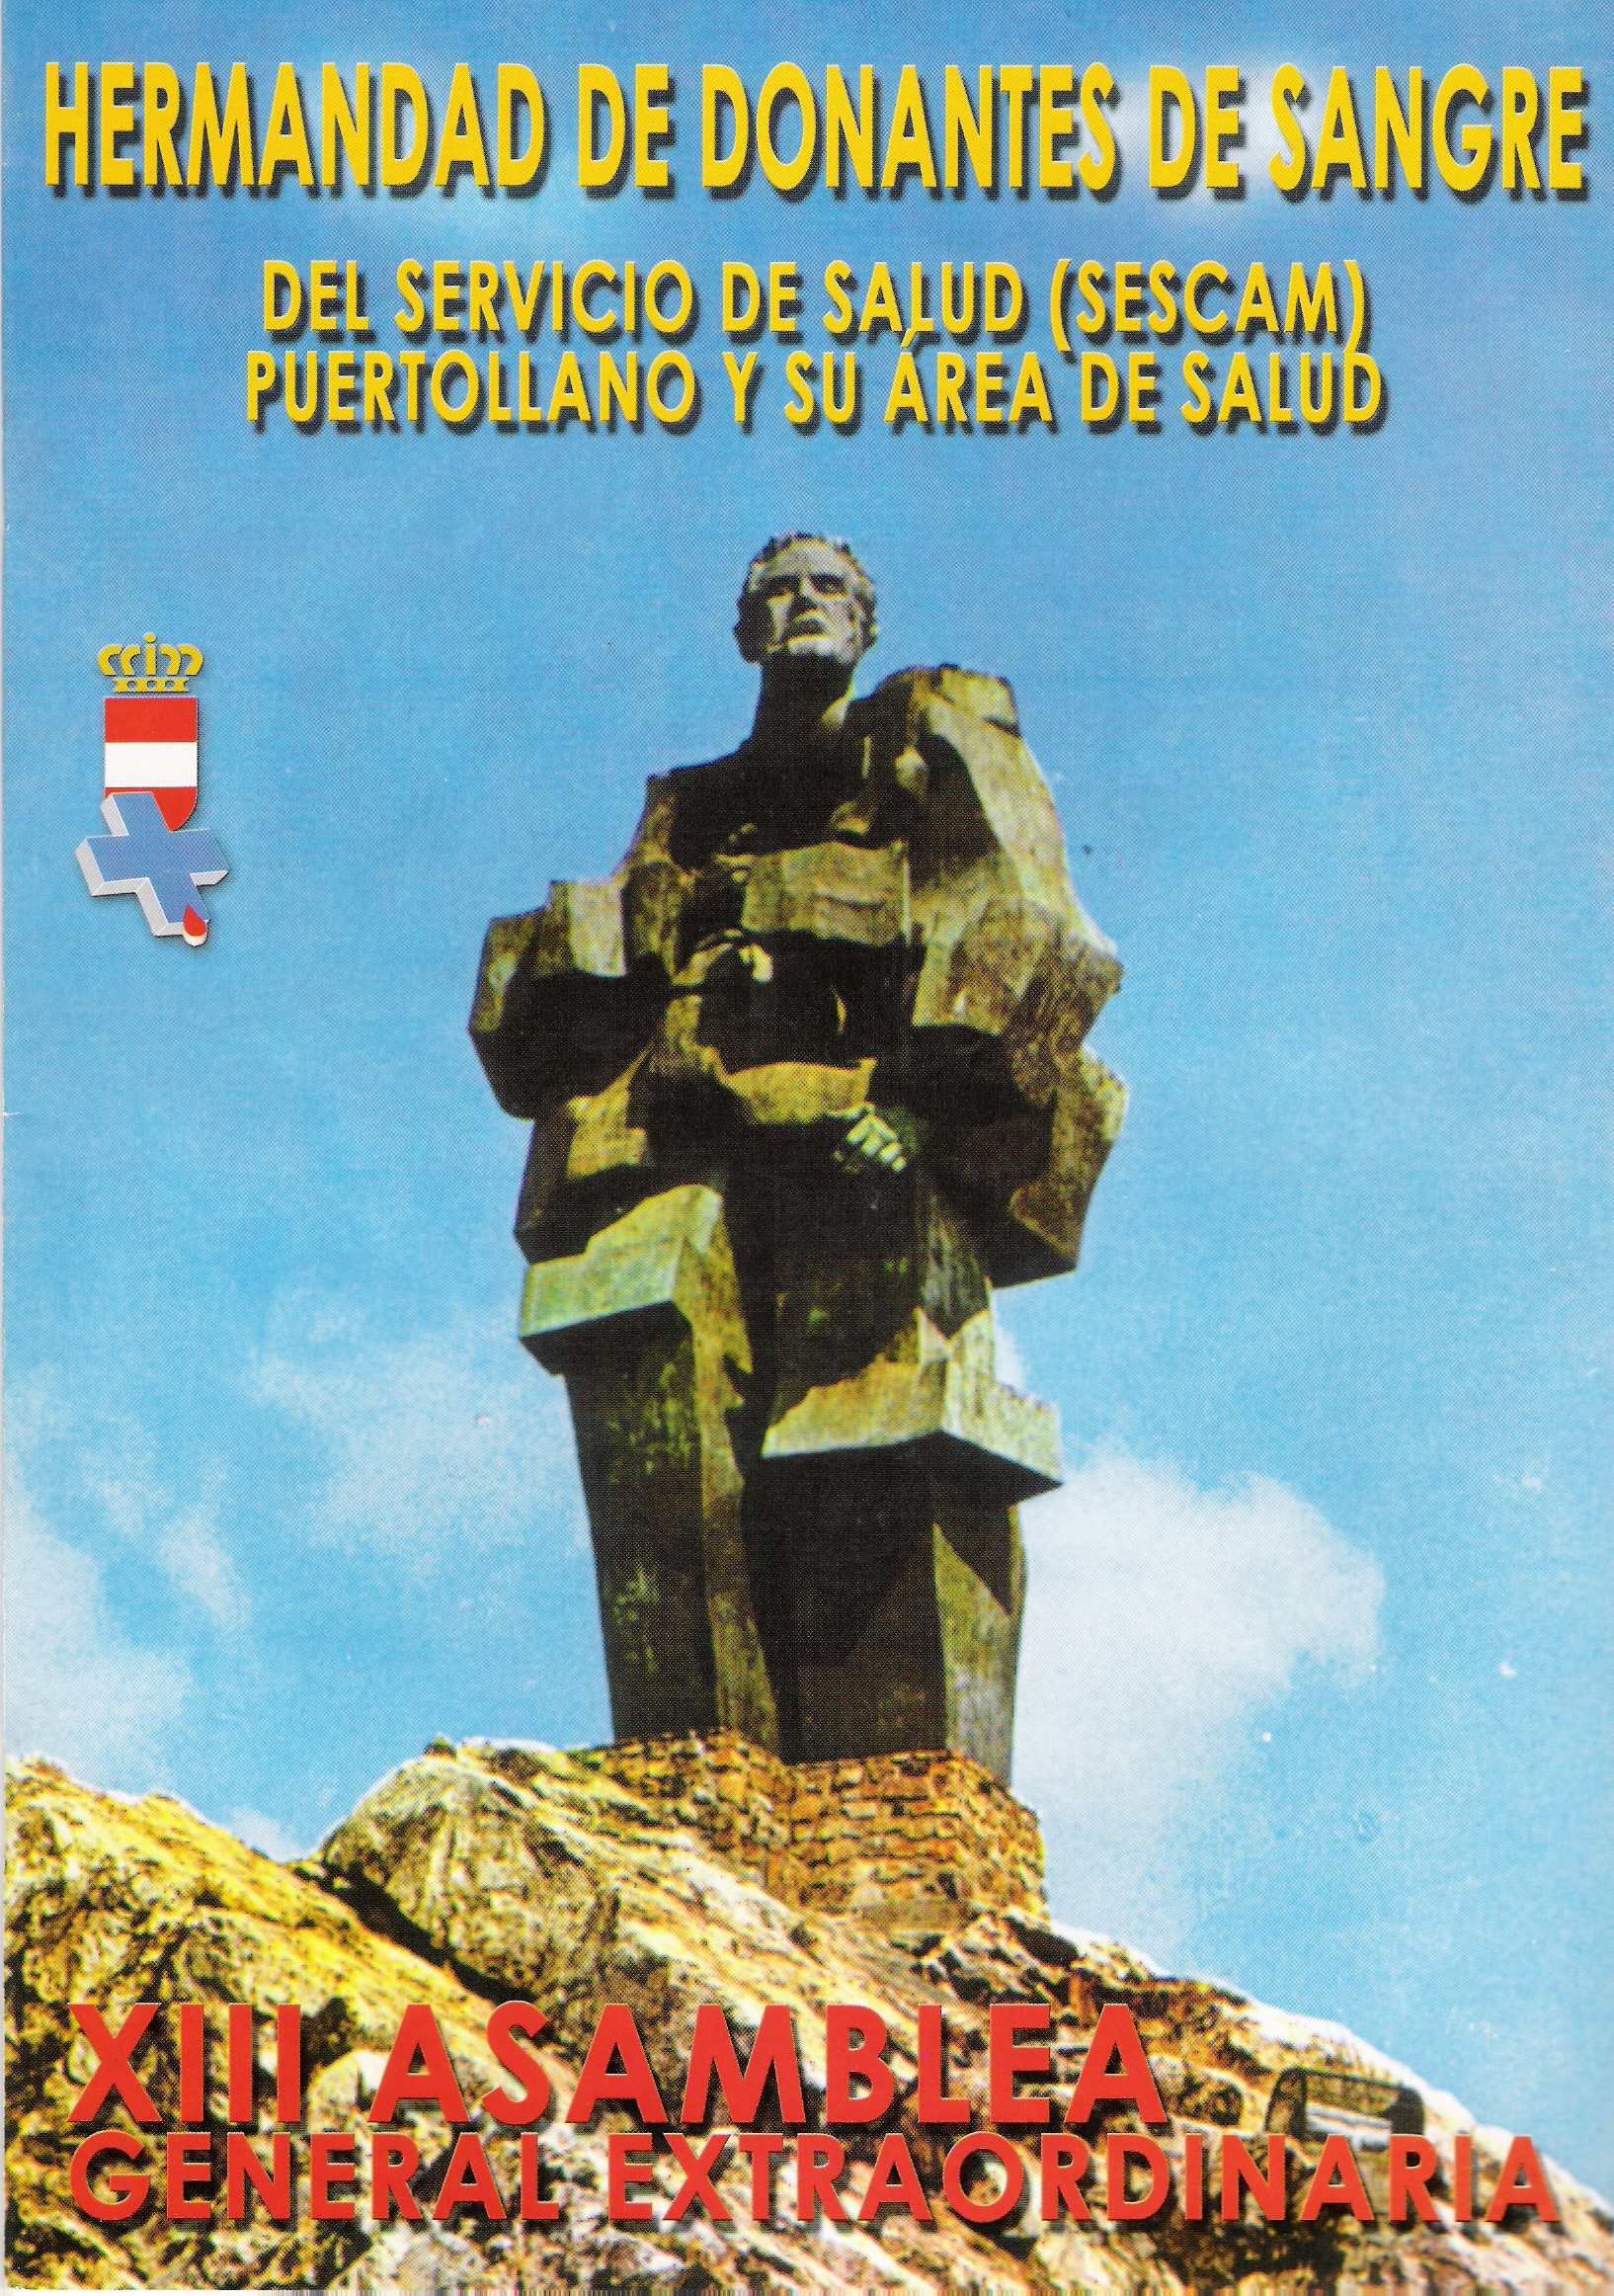 HERMANDAD DE DONANTES DE SANGRE
DEL SERVICIO DE SALUD (SESCAM)
PUERTOLLANO Y SU ÁREA DE SALUD
XIII ASAMBLEA
GENERAL EXTRAORDINARIA